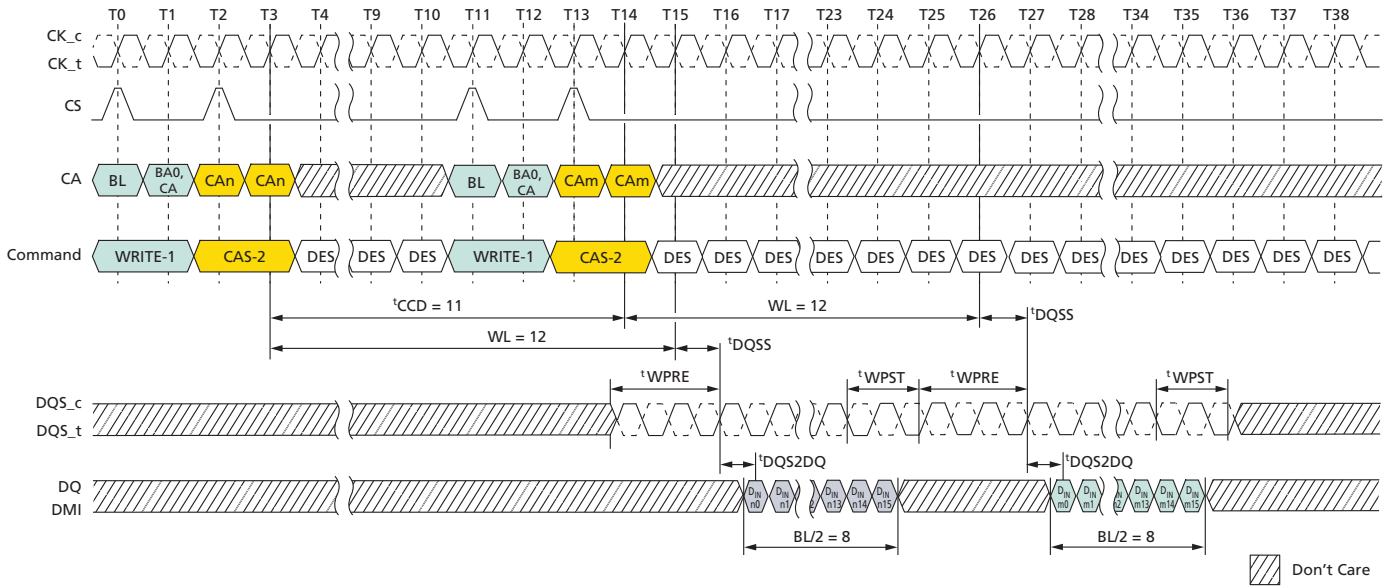 T0 T1 T2 T3 T4 T9 T10 T11 T12 T13 T14 T15 T16 T17 T23 T24 T25 T26 T27 T28 T34 T35 T36 T37 T38
CK_c
CK_t
CS
CA BL BA0, CA CAn CAn BL BA0, CA CAm CAm
Command WRITE-1 CAS-2 DES DES DES WRITE-1 CAS-2 DES DES DES DES DES DES DES DES DES DES DES DES DES DES
tCCD = 11 WL = 12 tDQSS
WL = 12 tDQSS
tWPRE tWPST tWPRE tWPST
DQS_c
DQS_t
tDQS2DQ tDQS2DQ
DQ DIN n0 DIN n1 DIN n13 DIN n14 DIN n15 DIN m0 DIN m1 DIN m13 DIN m14 DIN m15
DMI
BL/2 = 8 BL/2 = 8
Don't Care